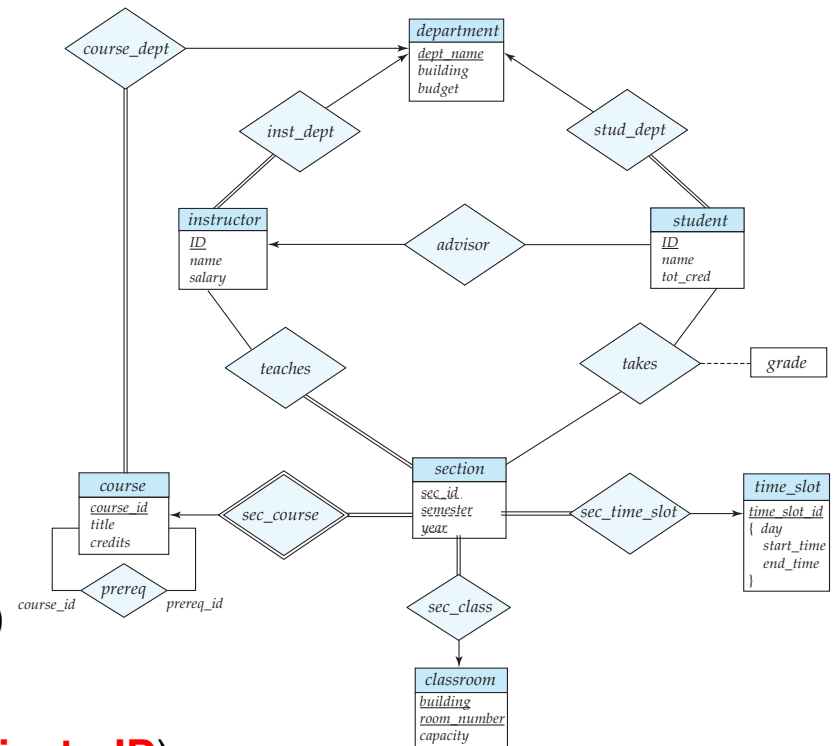 department
dept_name
building
budget
course_dept
inst_dept
stud_dept
instructor
ID
name
salary
advisor
student
ID
name
tot_cred
teaches
takes
grade
course
course_id
title
credits
sec_course
section
sec_id
semester
year
sec_time_slot
time_slot
time_slot_id
{ day
start_time
end_time
}
prereq
course_id
prereq_id
sec_class
)
classroom
building
room_number
capacity
ID)